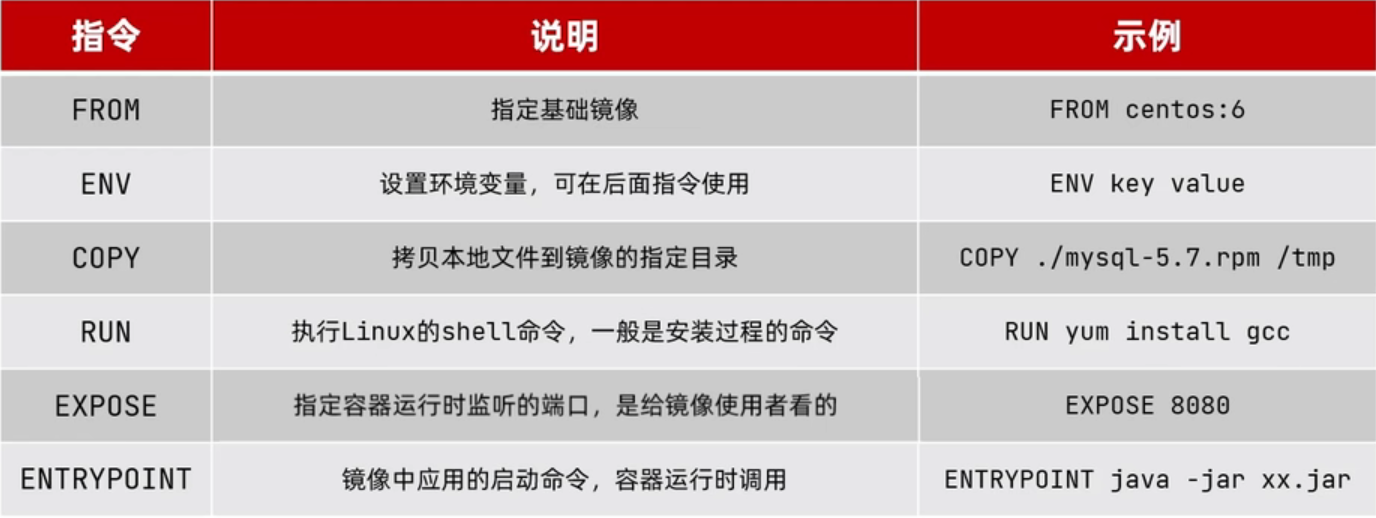 指令 说明 示例
FROM 指定基础镜像 FROM centos:6
ENV 设置环境变量，可在后面指令使用 ENV key value
COPY 拷贝本地文件到镜像的指定目录 COPY ./mysql-5.7.rpm /tmp
RUN 执行Linux的shell命令，一般是安装过程的命令 RUN yum install gcc
EXPOSE 指定容器运行时监听的端口，是给镜像使用者看的 EXPOSE 8080
ENTRYPOINT 镜像中应用的启动命令，容器运行时调用 ENTRYPOINT java -jar xx.jar